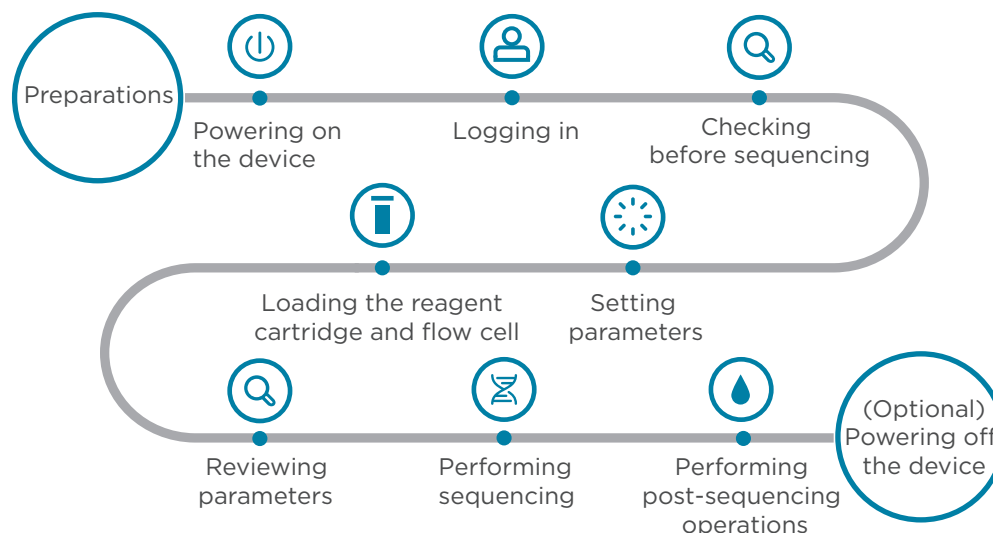 Preparations
Powering on
the device
Logging in
Checking
before sequencing
Setting
parameters
Loading the reagent
cartridge and flow cell
Reviewing
parameters
Performing
sequencing
Performing
post-sequencing
operations
(Optional)
Powering off
the device